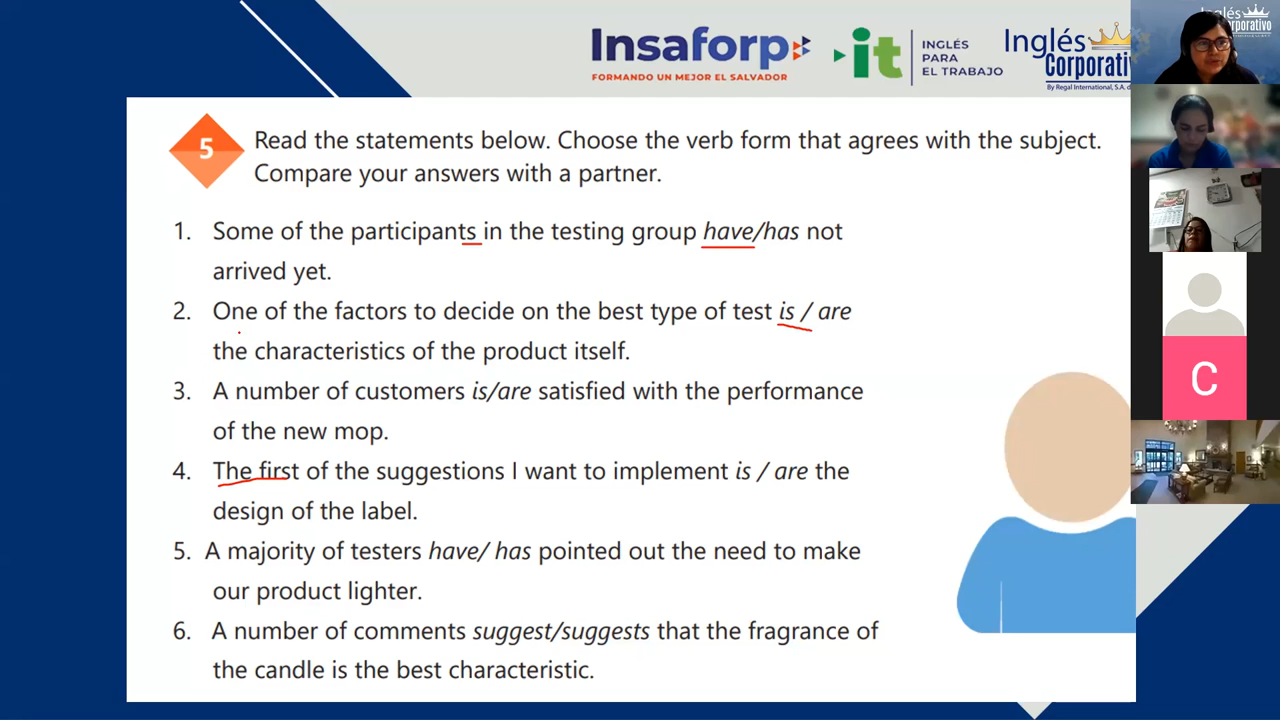 Insaforp
FORMANDO UN MEJOR EL SALVADOR
it
INGLÉS
PARA
EL TRABAJO
Inglés
Corporativ
By Regal International, S.A. d
Inglés
orporativo
5
Read the statements below. Choose the verb form that agrees with the subject.
Compare your answers with a partner.
1. Some of the participants in the testing group have/has not
arrived yet.
2. One of the factors to decide on the best type of test is / are
the characteristics of the product itself.
3. A number of customers is/are satisfied with the performance
of the new mop.
4. The first of the suggestions I want to implement is / are the
design of the label.
5. A majority of testers have/ has pointed out the need to make
our product lighter.
6. A number of comments suggest/suggests that the fragrance of
the candle is the best characteristic.
C